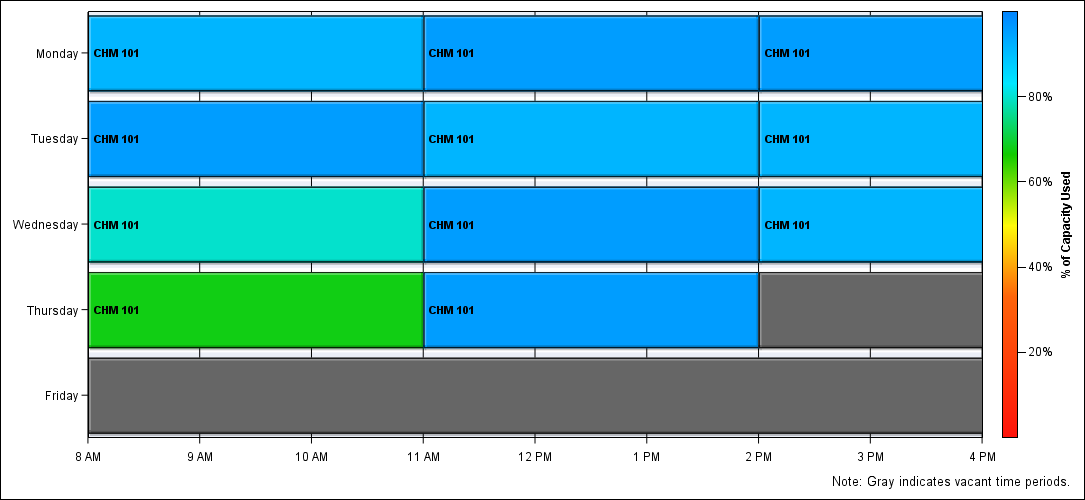 Monday
CHM 101
CHM 101
CHM 101
Tuesday
CHM 101
CHM 101
CHM 101
Wednesday
CHM 101
CHM 101
CHM 101
Thursday
CHM 101
CHM 101
Friday
8 AM
9 AM
10 AM
11 AM
12 PM
1 PM
2 PM
3 PM
4 PM
80%
60%
40%
20%
% of Capacity Used
Note: Gray indicates vacant time periods.